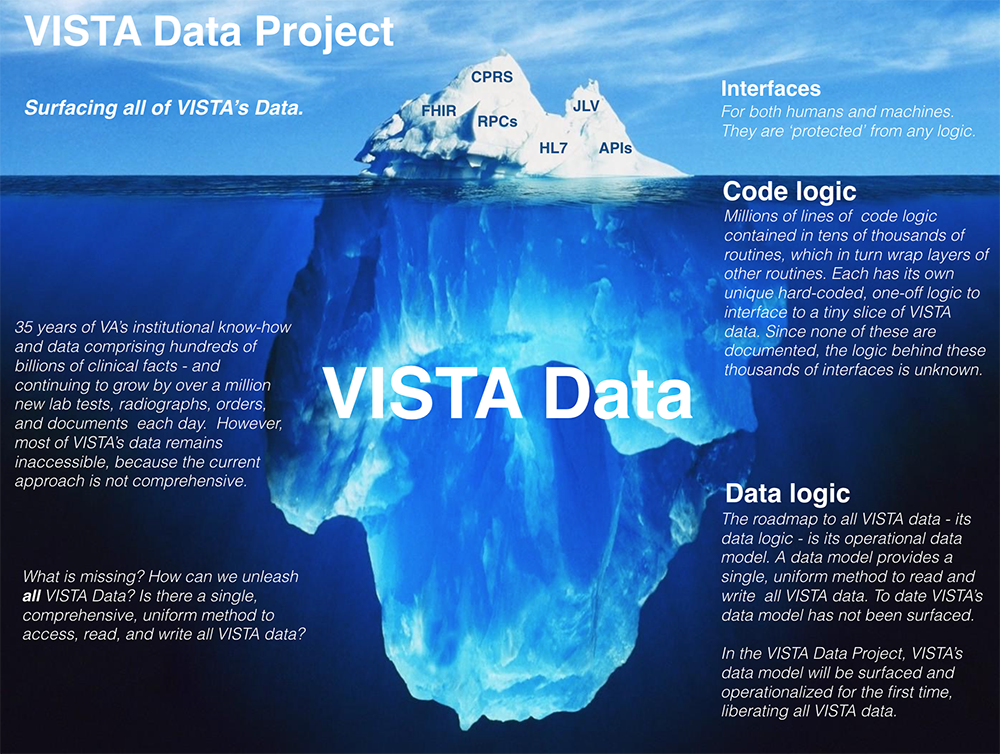 VISTA Data Project
Surfacing all of VISTA's Data.
CPRS
FHIR
RPCs
JLV
HL7
APIs
Interfaces
For both humans and machines.
They are 'protected' from any logic.
Code logic
Millions of lines of code logic
contained in tens of thousands of
routines, which in turn wrap layers of
other routines. Each has its own
unique hard-coded, one-off logic to
interface to a tiny slice of VISTA
data. Since none of these are
documented, the logic behind these
thousands of interfaces is unknown.
35 years of VA's institutional know-how
and data comprising hundreds of
billions of clinical facts - and
continuing to grow by over a million
new lab tests, radiographs, orders,
and documents each day. However,
most of VISTA's data remains
inaccessible, because the current
approach is not comprehensive.
VISTA Data
Data logic
The roadmap to all VISTA data - its
data logic - is its operational data
model. A data model provides a
single, uniform method to read and
write all VISTA data. To date VISTA's
data model has not been surfaced.
In the VISTA Data Project, VISTA's
data model will be surfaced and
operationalized for the first time,
liberating all VISTA data.
What is missing? How can we unleash
all VISTA Data? Is there a single,
comprehensive, uniform method to
access, read, and write all VISTA data?